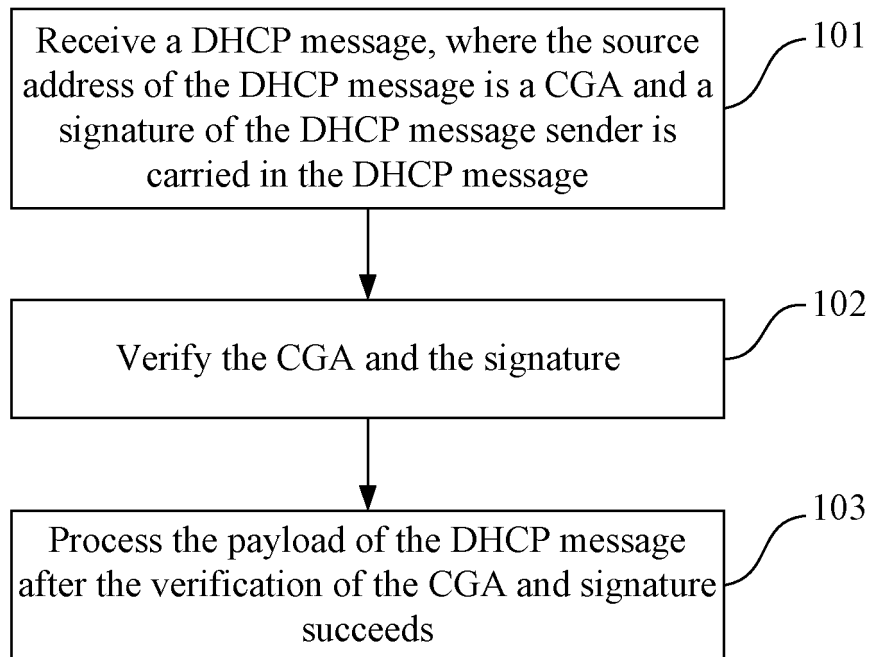 Receive a DHCP message, where the source
address of the DHCP message is a CGA and a
signature of the DHCP message sender is
carried in the DHCP message
101
Verify the CGA and the signature
102
Process the payload of the DHCP message
after the verification of the CGA and signature
succeeds
103